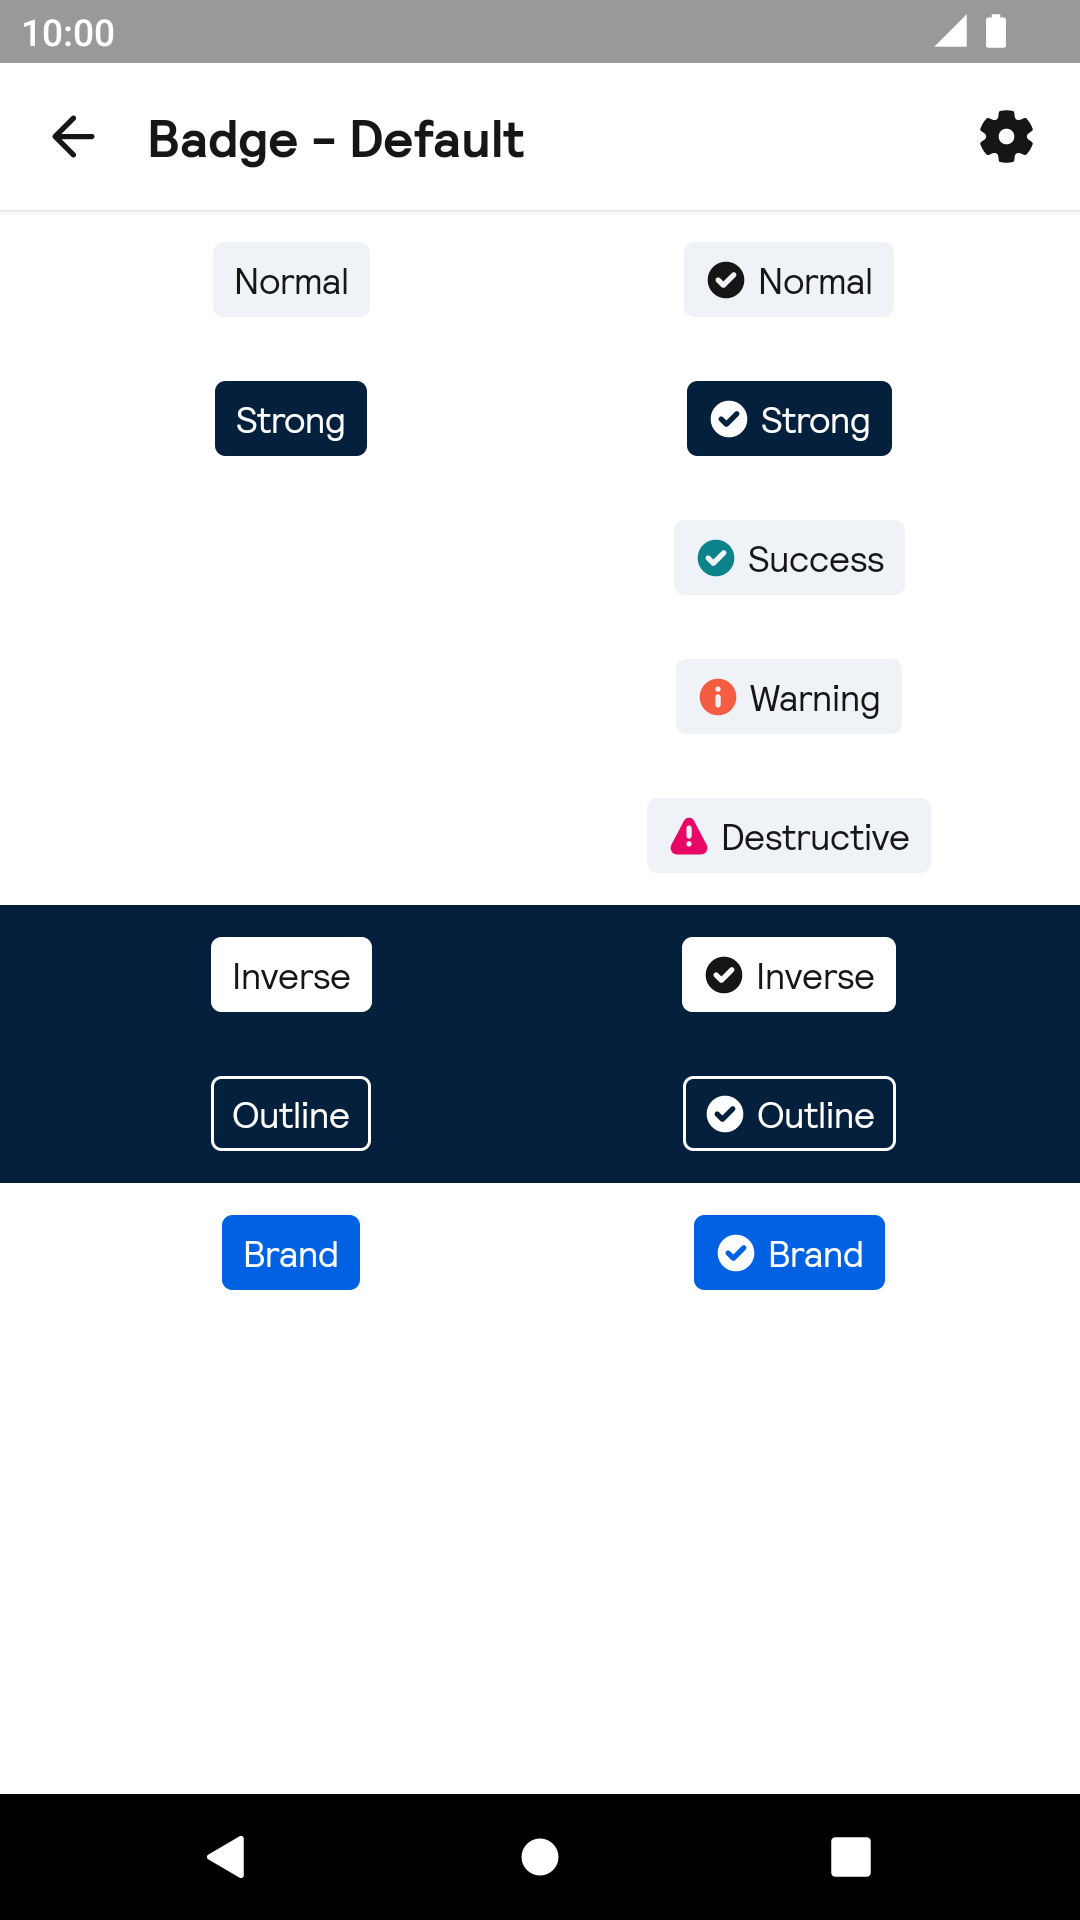 10:00
Badge - Default
Normal Normal
Strong Strong
Success
Warning
Destructive
Inverse Inverse
Outline Outline
Brand Brand